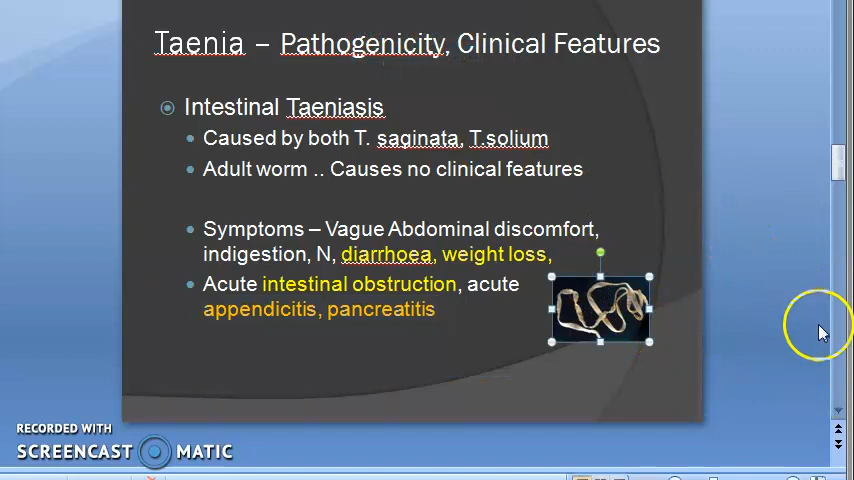 Taenia – Pathogenicity, Clinical Features
Intestinal Taeniasis
Caused by both T. saginata, T.solium
Adult worm .. Causes no clinical features
Symptoms – Vague Abdominal discomfort,
indigestion, N, diarrhoea, weight loss,
Acute intestinal obstruction, acute
appendicitis, pancreatitis
RECORDED WITH
SCREENCAST MATIC